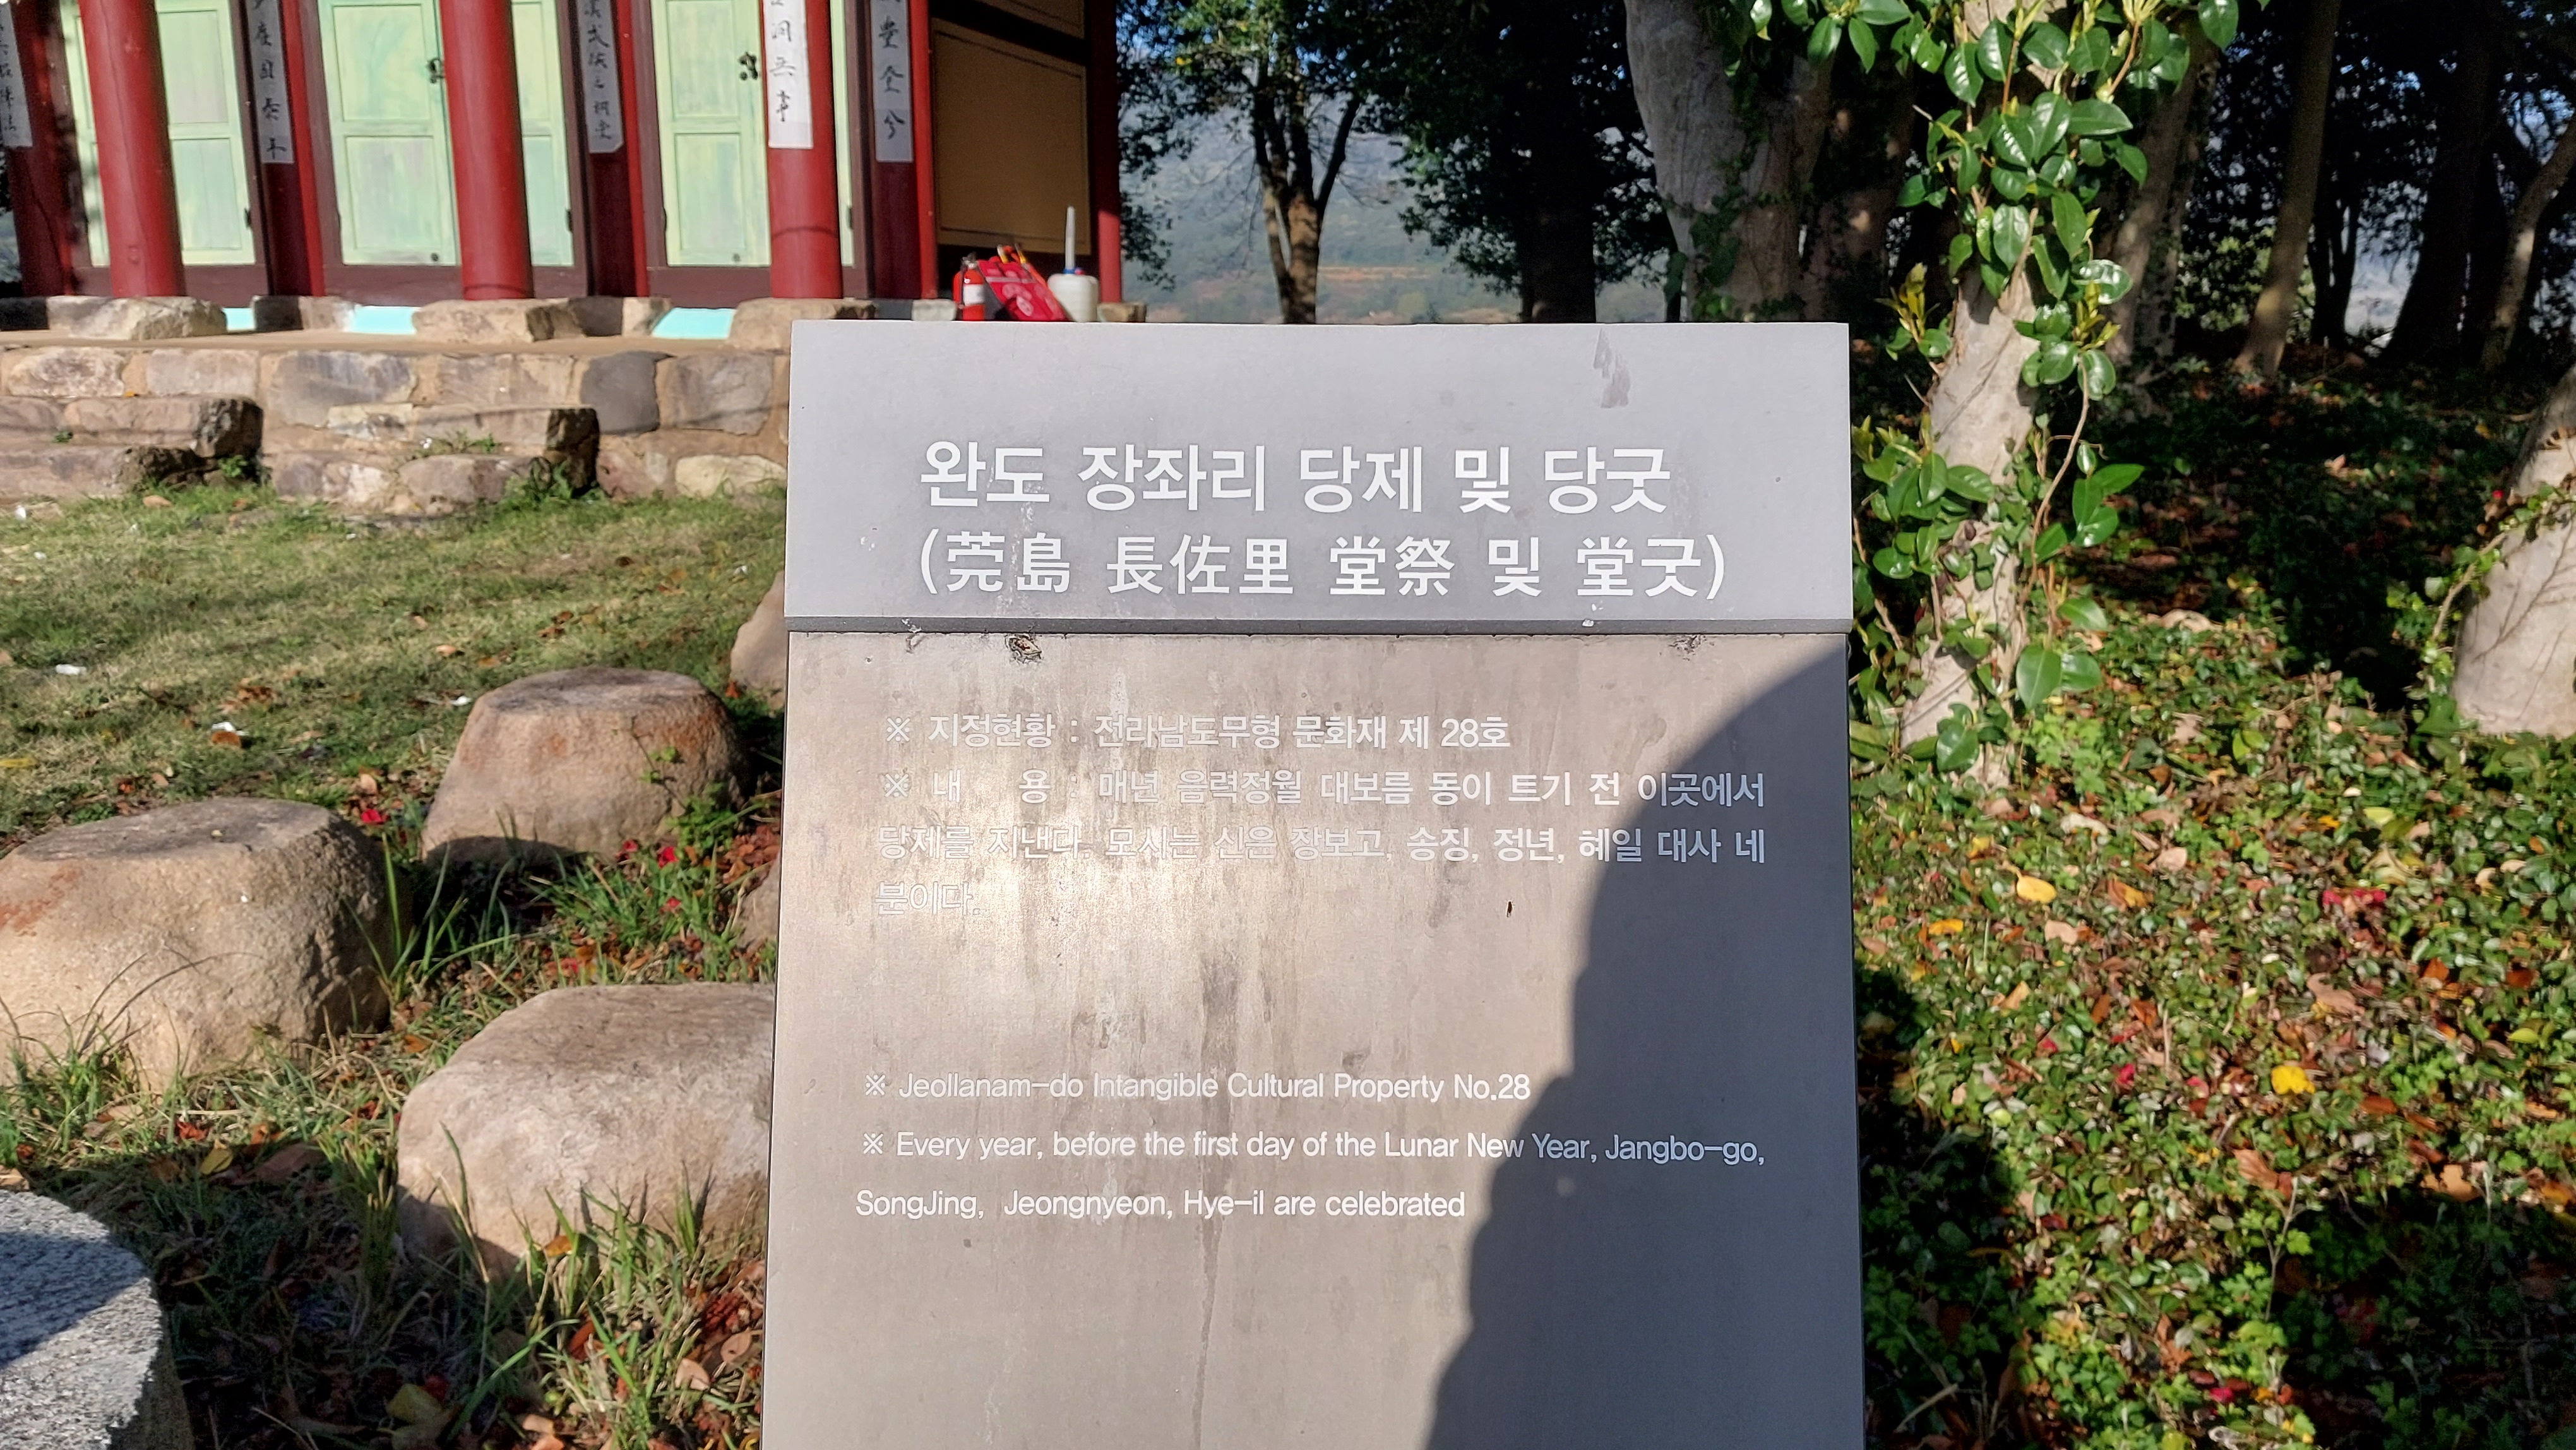 완도 장좌리 당제 및 당굿
(莞島 長佐里 堂祭 및 堂굿)
※ 지정현황 : 전라남도무형 문화재 제 28호
※ 내 용 : 매년 음력정월 대보름 동이 트기 전 이곳에서
당제를 지낸다. 모시는 신은 장보고, 송징, 정년, 혜일 대사 네
분이다.
※ Jeollanam-do Intangible Cultural Property No.28
※ Every year, before the first day of the Lunar New Year, Jangbo-go,
SongJing, Jeongnyeon, Hye-il are celebrated